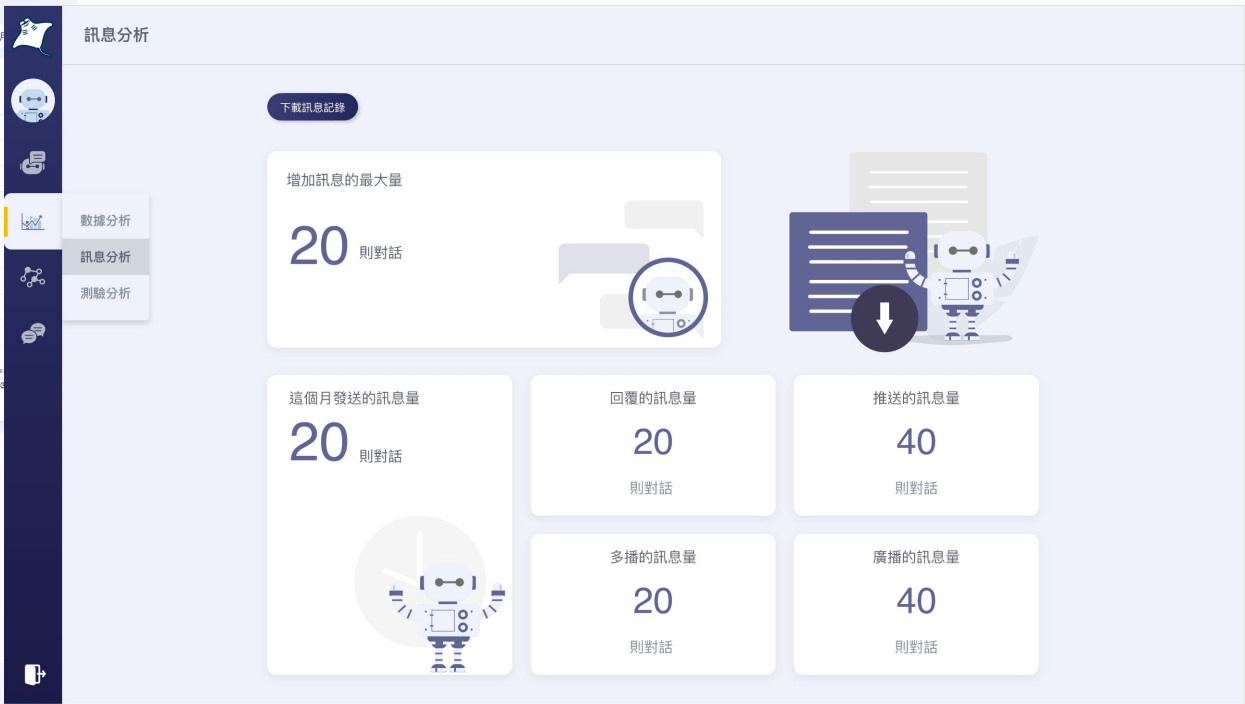 訊息分析
下載訊息記錄
增加訊息的最大量
20 則對話
數據分析
訊息分析
測驗分析
這個月發送的訊息量
20 則對話
回覆的訊息量
20
則對話
推送的訊息量
40
則對話
多播的訊息量
20
則對話
廣播的訊息量
40
則對話